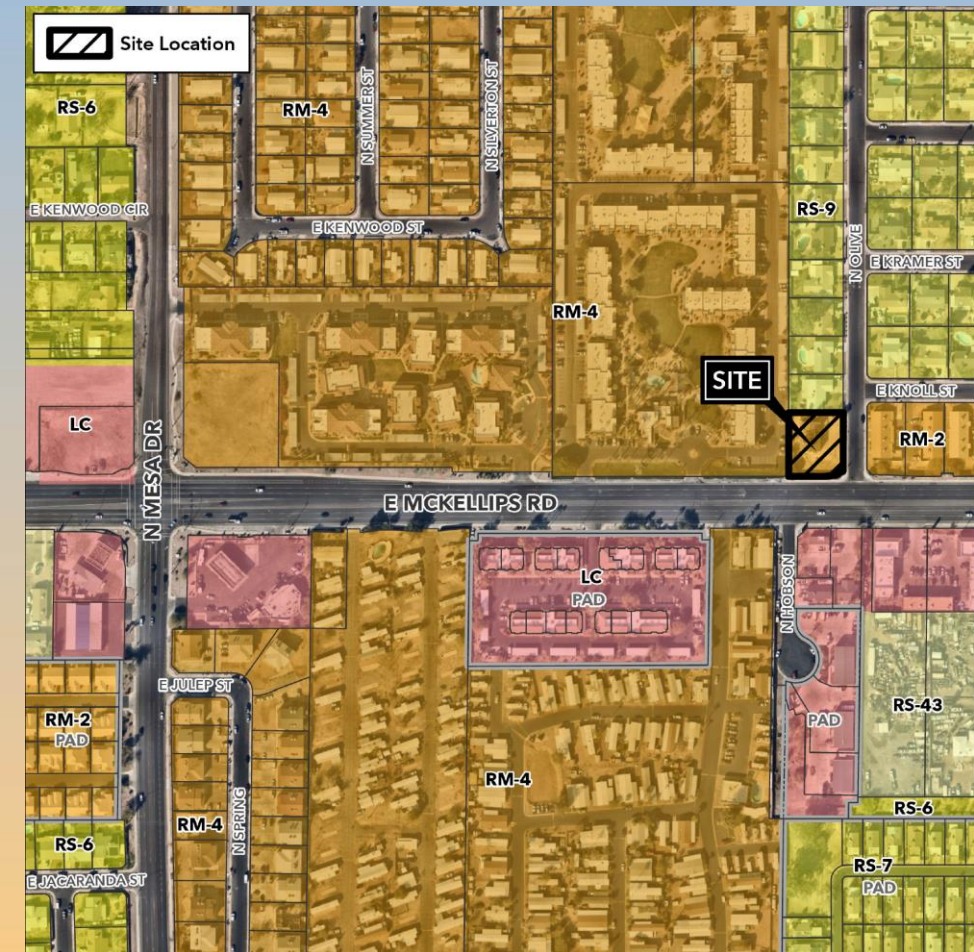 Site Location
RS-6
RM-4
N SUMMER ST
N SILVERTON ST
E KENWOOD CIR
E KENWOOD ST
RS-9
N OLIVE
E KRAMER ST
RM-4
SITE
E KNOLL ST
LC
RM-2
N MESA DR
E MCKELLIPS RD
LC
PAD
N HOBSON
E JULEP ST
RM-2
PAD
PAD
RS-43
RM-4
RS-6
RM-4
N SPRING
RS-6
RS-7
PAD
E JACARANDA ST